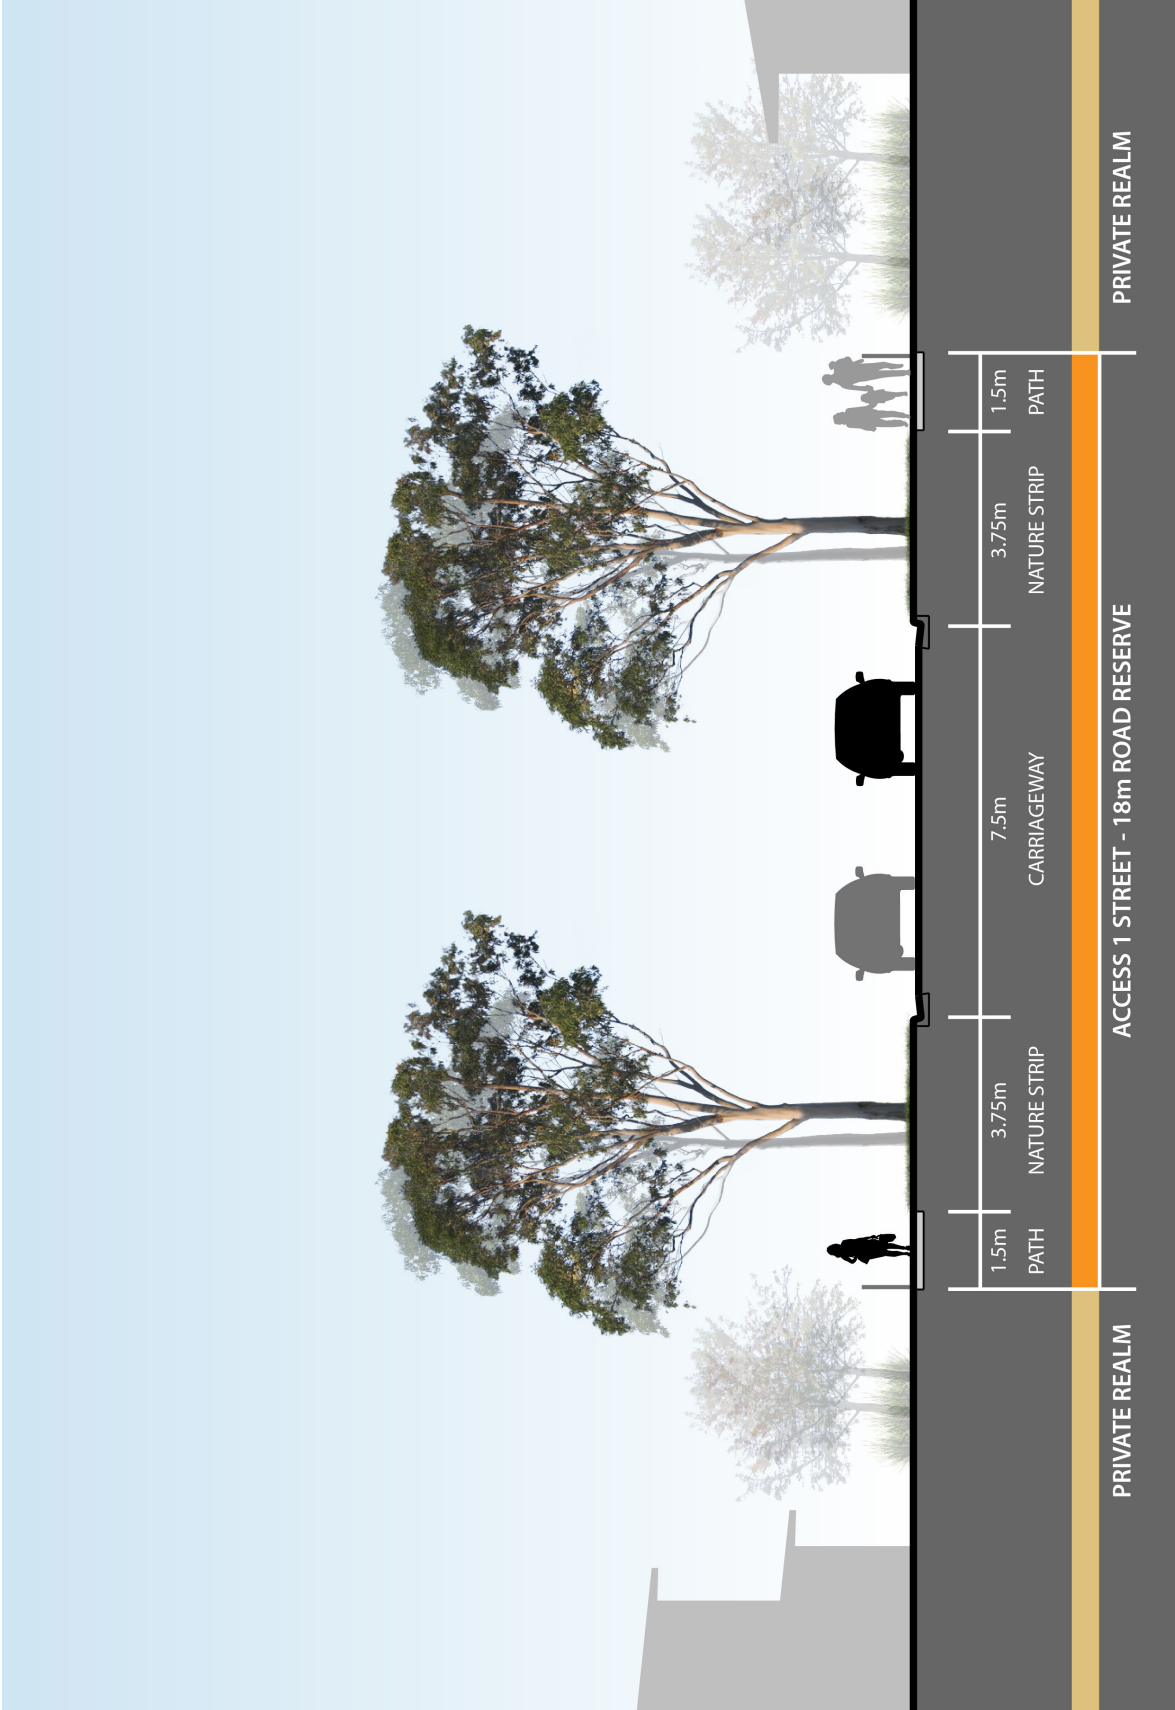 1.5m
3.75m
7.5m
3.75m
1.5m
PATH
NATURE STRIP
CARRIAGEWAY
NATURE STRIP
PATH
PRIVATE REALM
ACCESS 1 STREET - 18m ROAD RESERVE
PRIVATE REALM